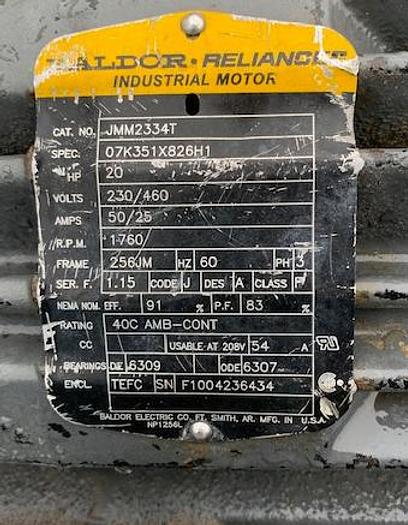 BALDOR • RELIANCE
INDUSTRIAL MOTOR
CAT. NO. JMM2334T
SPEC. 07K351X826H1
HP 20
VOLTS 230/460
AMPS 50/25
R.P.M. 1760
FRAME 256JM HZ 60 PH 3
SER. F. 1.15 CODE J DES A CLASS F
NEMA NOM. EFF. 91 % P.F. 83 %
RATING 40C AMB-CONT
CC USABLE AT 208V 54 A
BEARINGS DE 6309 ODE 6307
ENCL. TEFC SN F1004236434
BALDOR ELECTRIC CO. FT. SMITH, AR. MFG. IN U.S.A.
NP1256L